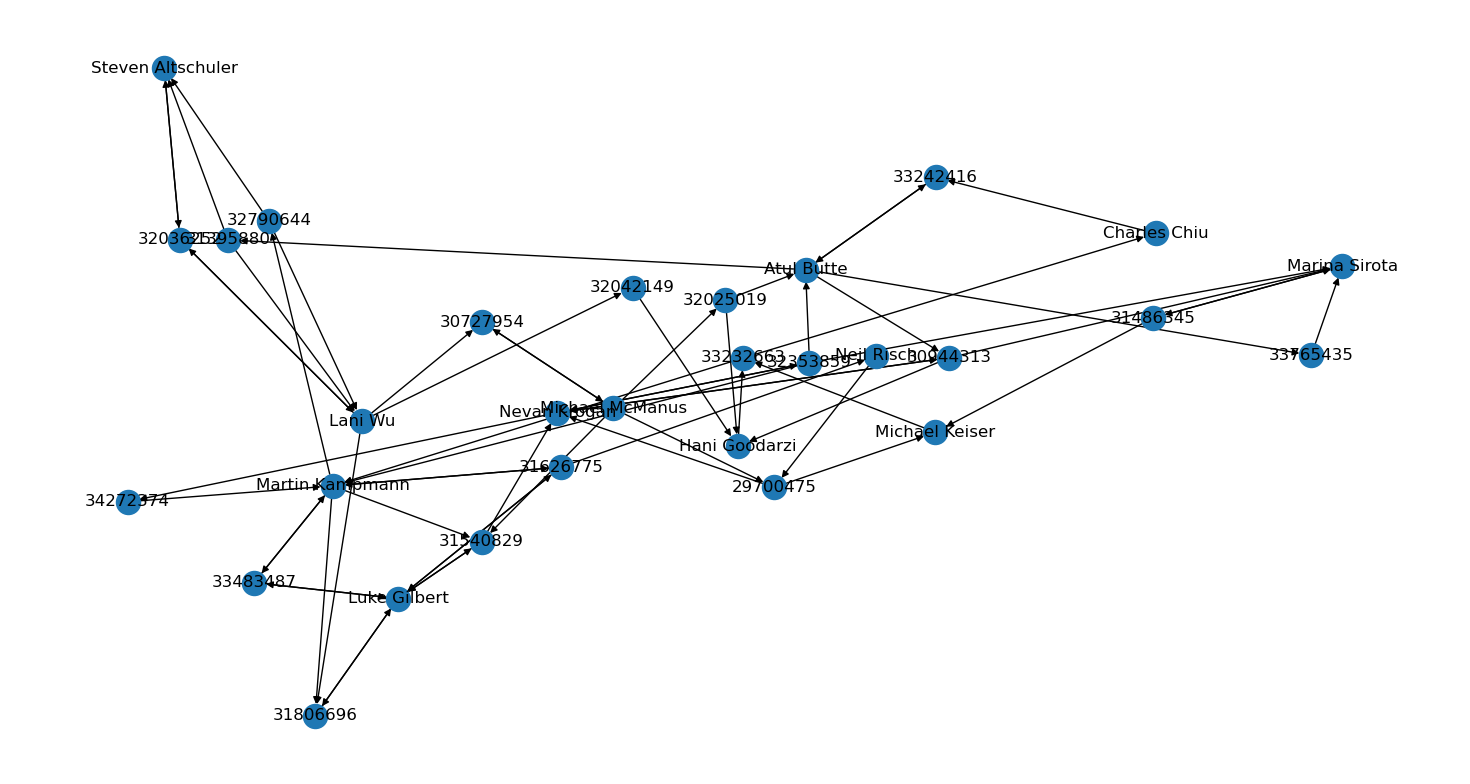 Steven Altschuler
33242416
32790644
Charles Chiu
32036252
31395880
Marina Sirota
Atul Butte
32042149
32025019
31486345
30727954
Neil Risch
33765435
33232663
32353859
30944313
Michael McManus
Nevan Krogan
Lani Wu
Michael Keiser
Hani Goodarzi
31626775
Martin Kampmann
29700475
34272374
31540829
33483487
Luke Gilbert
31806696